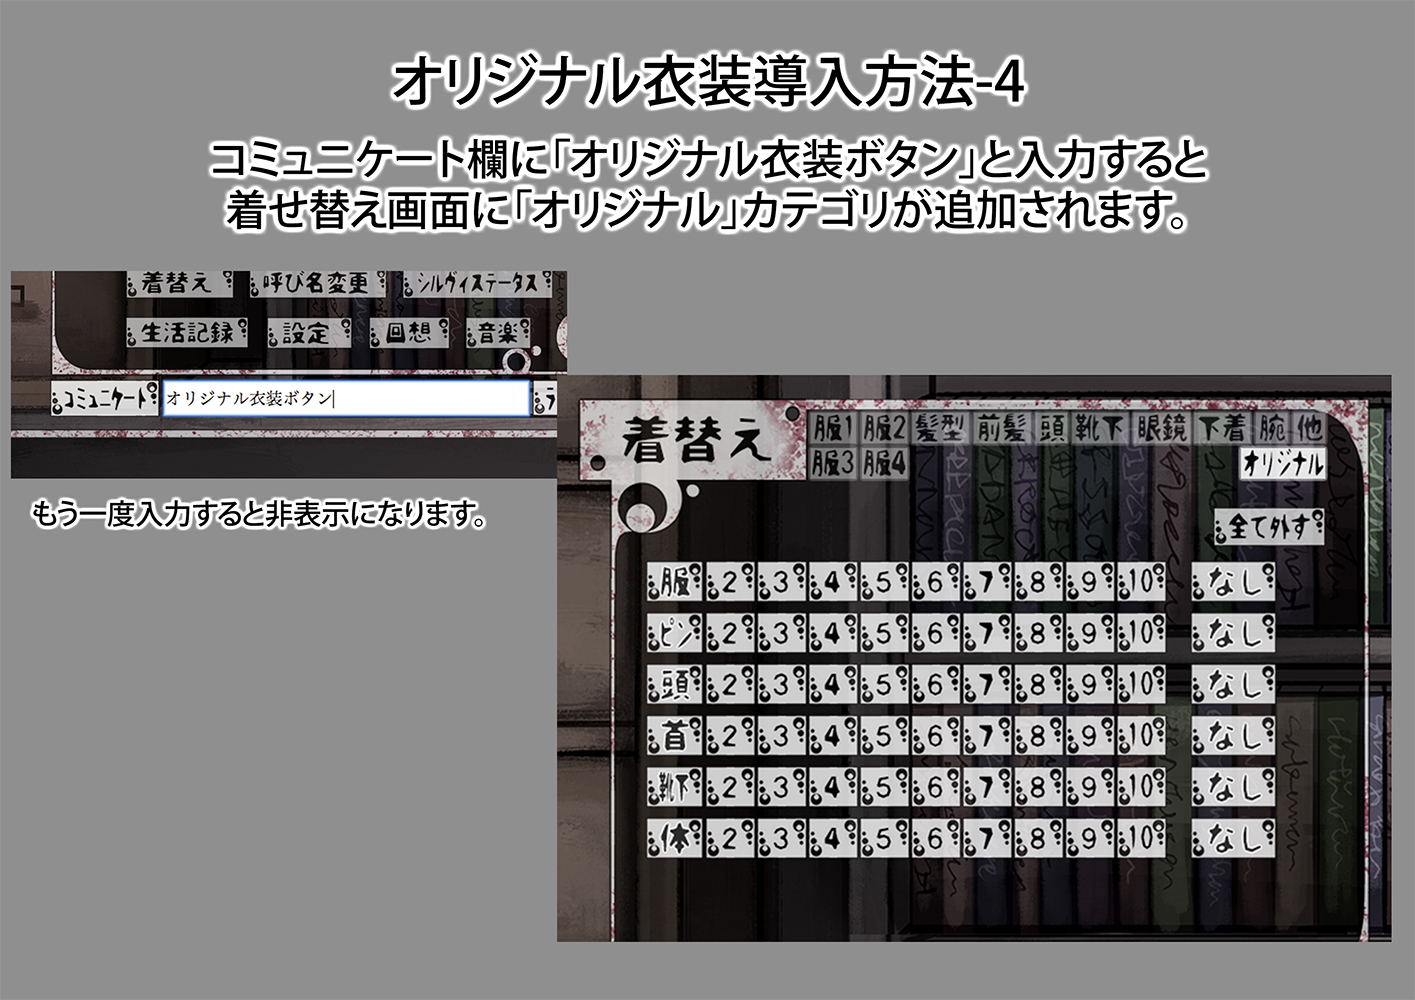 オリジナル衣装導入方法-4
コミュニケート欄に「オリジナル衣装ボタン」と入力すると
着せ替え画面に「オリジナル」カテゴリが追加されます。
着替え 呼び名変更 シルヴィステータス
生活記録 設定 回想 音楽
コミュニケート オリジナル衣装ボタン ラ
もう一度入力すると非表示になります。
着替え 服1 服2 髪型 前髪 頭 靴下 眼鏡 下着 腕 他
服3 服4 オリジナル
全て外す
服 2 3 4 5 6 7 8 9 10 なし
ピン 2 3 4 5 6 7 8 9 10 なし
頭 2 3 4 5 6 7 8 9 10 なし
首 2 3 4 5 6 7 8 9 10 なし
靴下 2 3 4 5 6 7 8 9 10 なし
体 2 3 4 5 6 7 8 9 10 なし